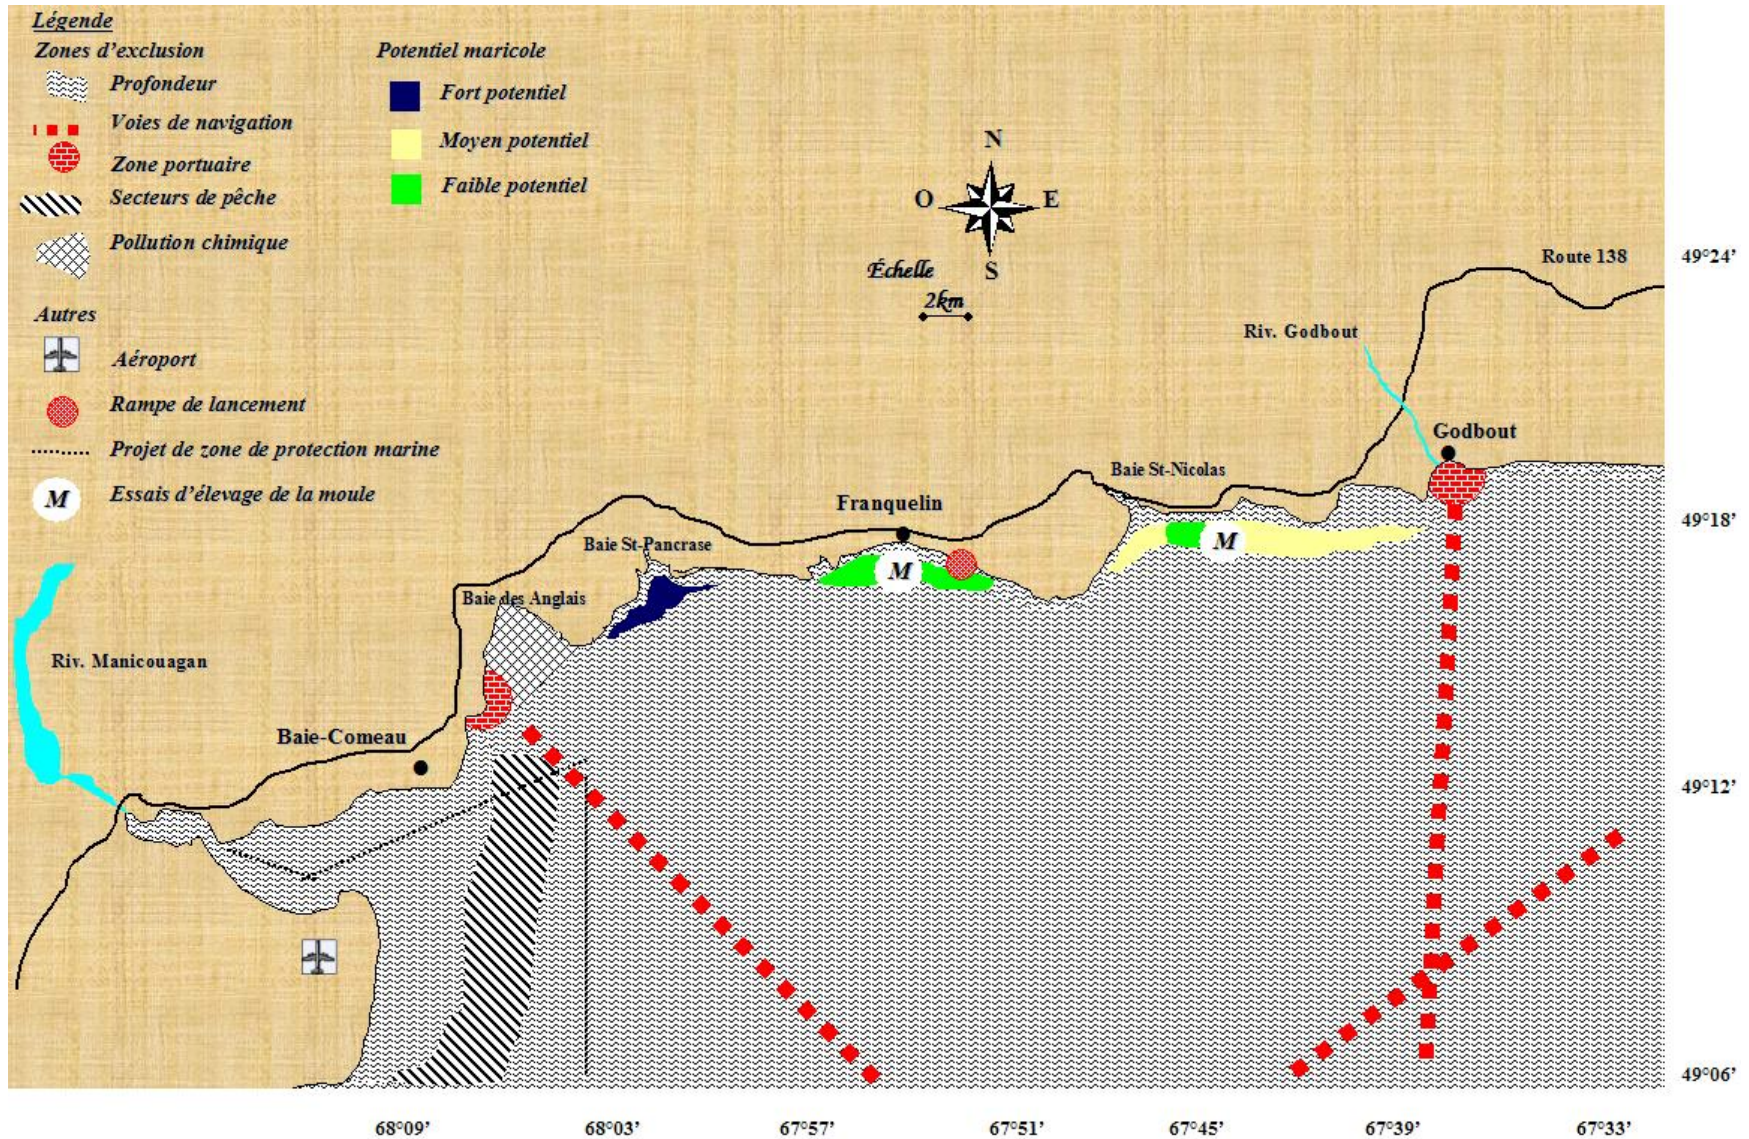 Légende
Zones d'exclusion
Profondeur
Voies de navigation
Zone portuaire
Secteurs de pêche
Pollution chimique
Autres
Aéroport
Rampe de lancement
Projet de zone de protection marine
M
Essais d'élevage de la moule
Potentiel maricole
Fort potentiel
Moyen potentiel
Faible potentiel
N
O
E
S
Échelle
2km
Route 138
49°24'
Riv. Godbout
Godbout
Baie St-Nicolas
Franquelin
49°18'
M
Baie St-Pancrase
M
Baie des Anglais
Riv. Manicouagan
Baie-Comeau
49°12'
49°06'
68°09'
68°03'
67°57'
67°51'
67°45'
67°39'
67°33'